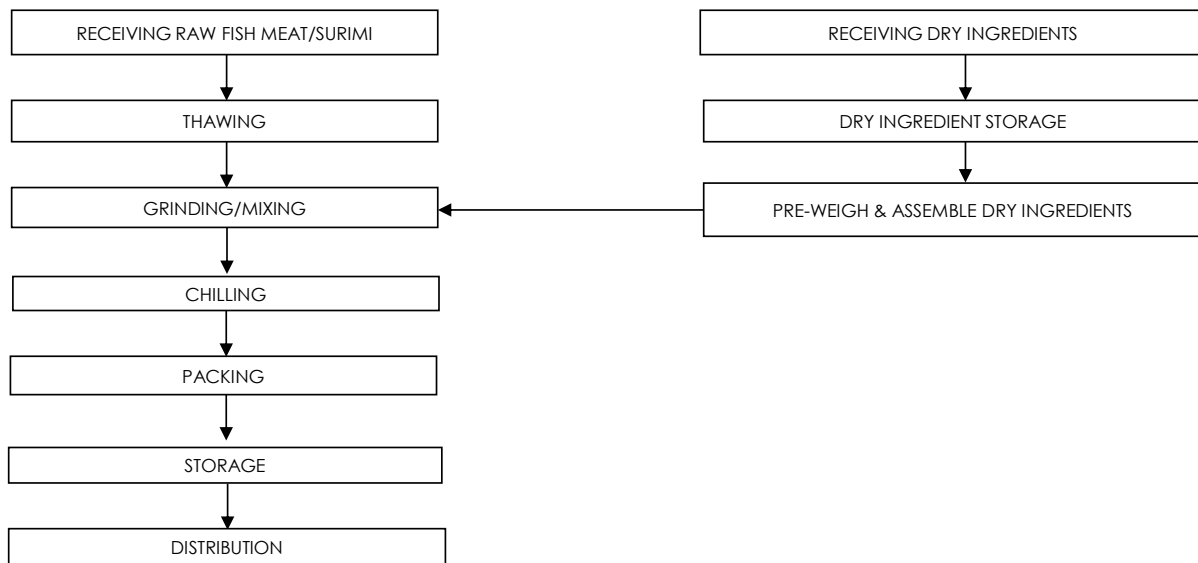 RECEIVING RAW FISH MEAT/SURIMI
THAWING
GRINDING/MIXING
CHILLING
PACKING
STORAGE
DISTRIBUTION
RECEIVING DRY INGREDIENTS
DRY INGREDIENT STORAGE
PRE-WEIGH & ASSEMBLE DRY INGREDIENTS